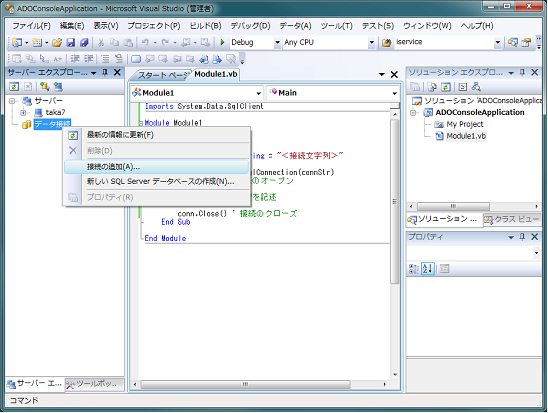 ADOConsoleApplication - Microsoft Visual Studio (管理者)
ファイル(F) 編集(E) 表示(V) プロジェクト(P) ビルド(B) デバッグ(D) データ(A) ツール(T) テスト(S) ウィンドウ(W) ヘルプ(H)
Debug Any CPU iservice
サーバー エクスプロー...
サーバー
taka7
データ接続
最新の情報に更新(F)
削除(D)
接続の追加(A)...
新しい SQL Server データベースの作成(N)...
プロパティ(R)
サーバー エ... ツールボッ...
スタート ページ Module1.vb
Module1 Main
Imports System.Data.SqlClient
Module Module1
ing = "<接続文字列>"
lConnection(connStr)
のオープン
を記述
conn.Close() ' 接続のクローズ
End Sub
End Module
ソリューション エクスプロ...
ソリューション 'ADOConsoleApp
ADOConsoleApplication
My Project
Module1.vb
ソリューション ... クラス ビュー
プロパティ
コマンド